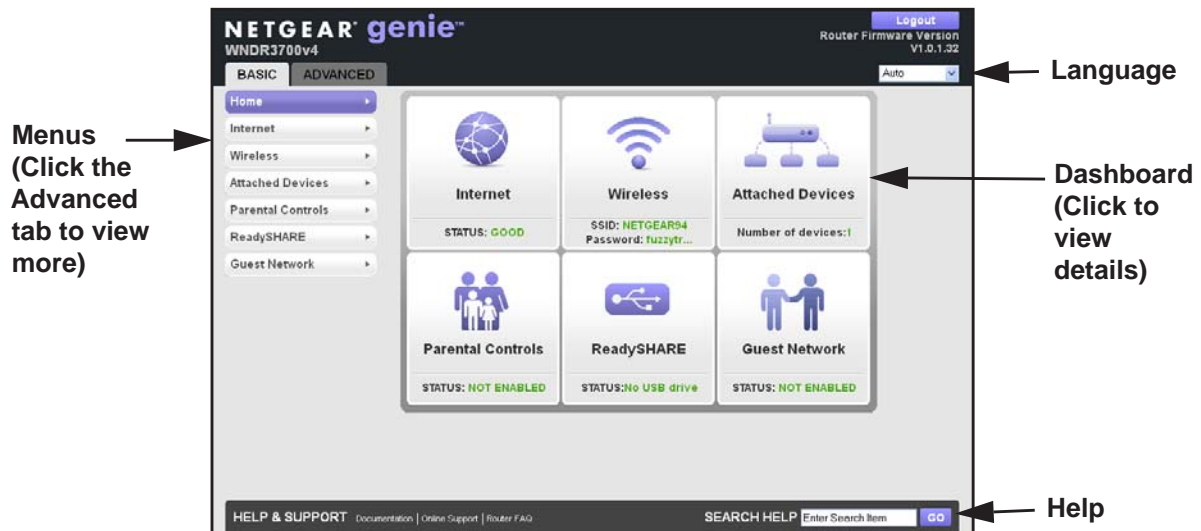 NETGEAR® genie™
WNDR3700v4
Logout
Router Firmware Version
V1.0.1.32
BASIC
ADVANCED
Auto
Language
Menus
(Click the
Advanced
tab to view
more)
Home
Internet
Wireless
Attached Devices
Parental Controls
ReadySHARE
Guest Network
Internet
STATUS: GOOD
Wireless
SSID: NETGEAR94
Password: fuzzytr...
Attached Devices
Number of devices:1
Dashboard
(Click to
view
details)
Parental Controls
STATUS: NOT ENABLED
ReadySHARE
STATUS:No USB drive
Guest Network
STATUS: NOT ENABLED
HELP & SUPPORT Documentation | Online Support | Router FAQ
SEARCH HELP Enter Search Item GO
Help